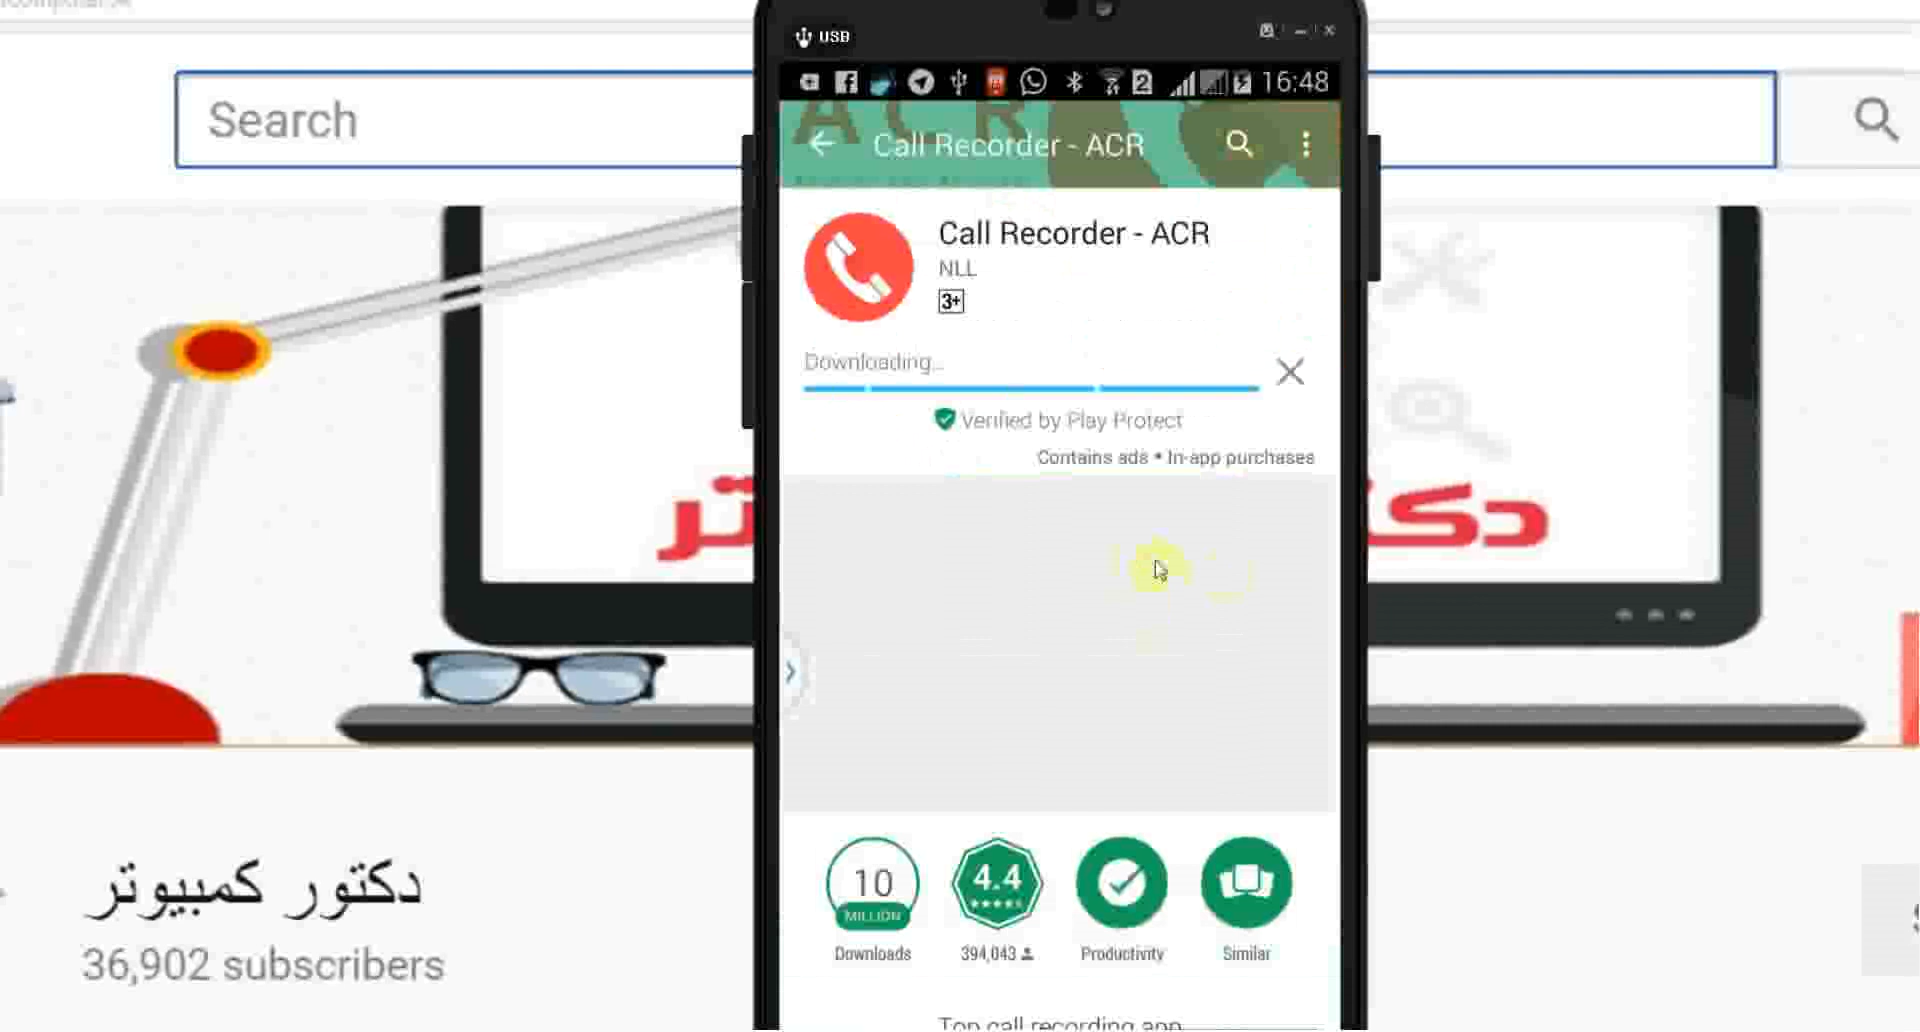 Search
USB
2
16:48
ACR
Call Recorder - ACR
Call Recorder - ACR
NLL
3+
Downloading...
Verified by Play Protect
Contains ads • In-app purchases
10
MILLION
Downloads
4.4
394,043
Productivity
Similar
Top call recording app
دكتور كمبيوتر
36,902 subscribers